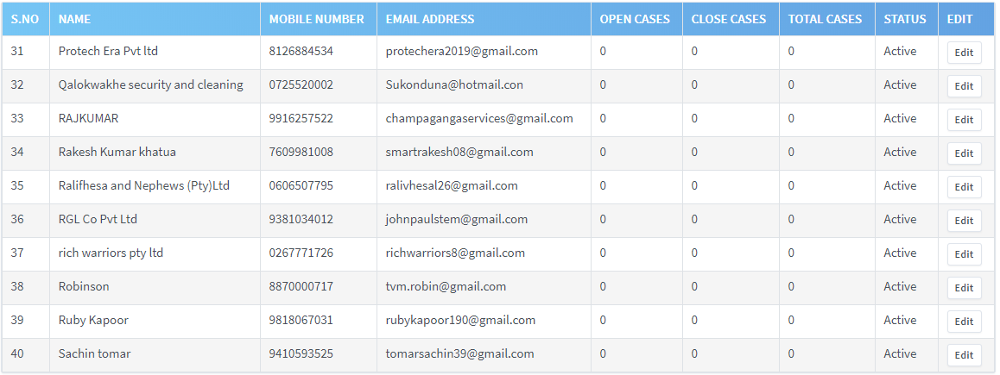 S.NO NAME MOBILE NUMBER EMAIL ADDRESS OPEN CASES CLOSE CASES TOTAL CASES STATUS EDIT
31 Protech Era Pvt ltd 8126884534 protechera2019@gmail.com 0 0 0 Active Edit
32 Qalokwakhe security and cleaning 0725520002 Sukonduna@hotmail.con 0 0 0 Active Edit
33 RAJKUMAR 9916257522 champagangaservices@gmail.com 0 0 0 Active Edit
34 Rakesh Kumar khatua 7609981008 smartrakesh08@gmail.com 0 0 0 Active Edit
35 Ralifhesa and Nephews (Pty)Ltd 0606507795 ralivhesal26@gmail.com 0 0 0 Active Edit
36 RGL Co Pvt Ltd 9381034012 johnpaulstem@gmail.com 0 0 0 Active Edit
37 rich warriors pty ltd 0267771726 richwarriors8@gmail.com 0 0 0 Active Edit
38 Robinson 8870000717 tvm.robin@gmail.com 0 0 0 Active Edit
39 Ruby Kapoor 9818067031 rubykapoor190@gmail.com 0 0 0 Active Edit
40 Sachin tomar 9410593525 tomarsachin39@gmail.com 0 0 0 Active Edit